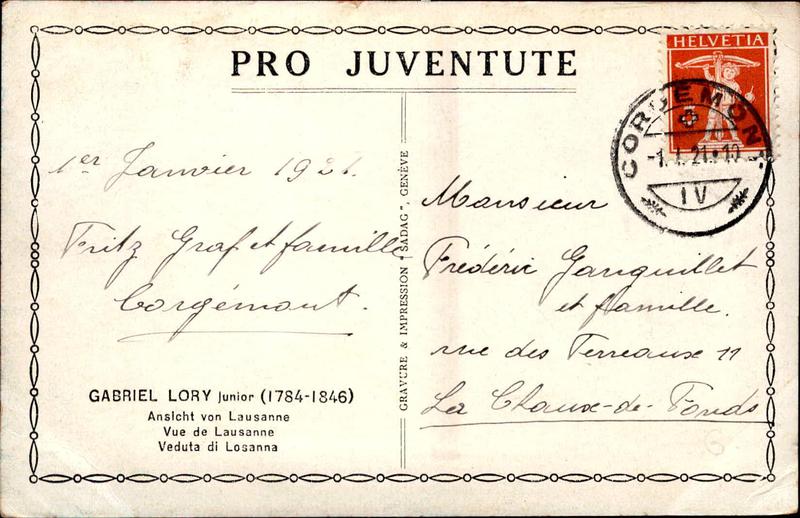 PRO JUVENTUTE
HELVETIA
CORGEMONT
-1.I.21·10
IV
1er Janvier 1921.
Fritz Graf et famille
Corgémont.
GABRIEL LORY junior (1784-1846)
Ansicht von Lausanne
Vue de Lausanne
Veduta di Losanna
GRAVURE & IMPRESSION "SADAG", GENÈVE
Monsieur
Frédéric Ganguillet
et famille.
rue des Terreaux 11
La Chaux-de-Fonds
6